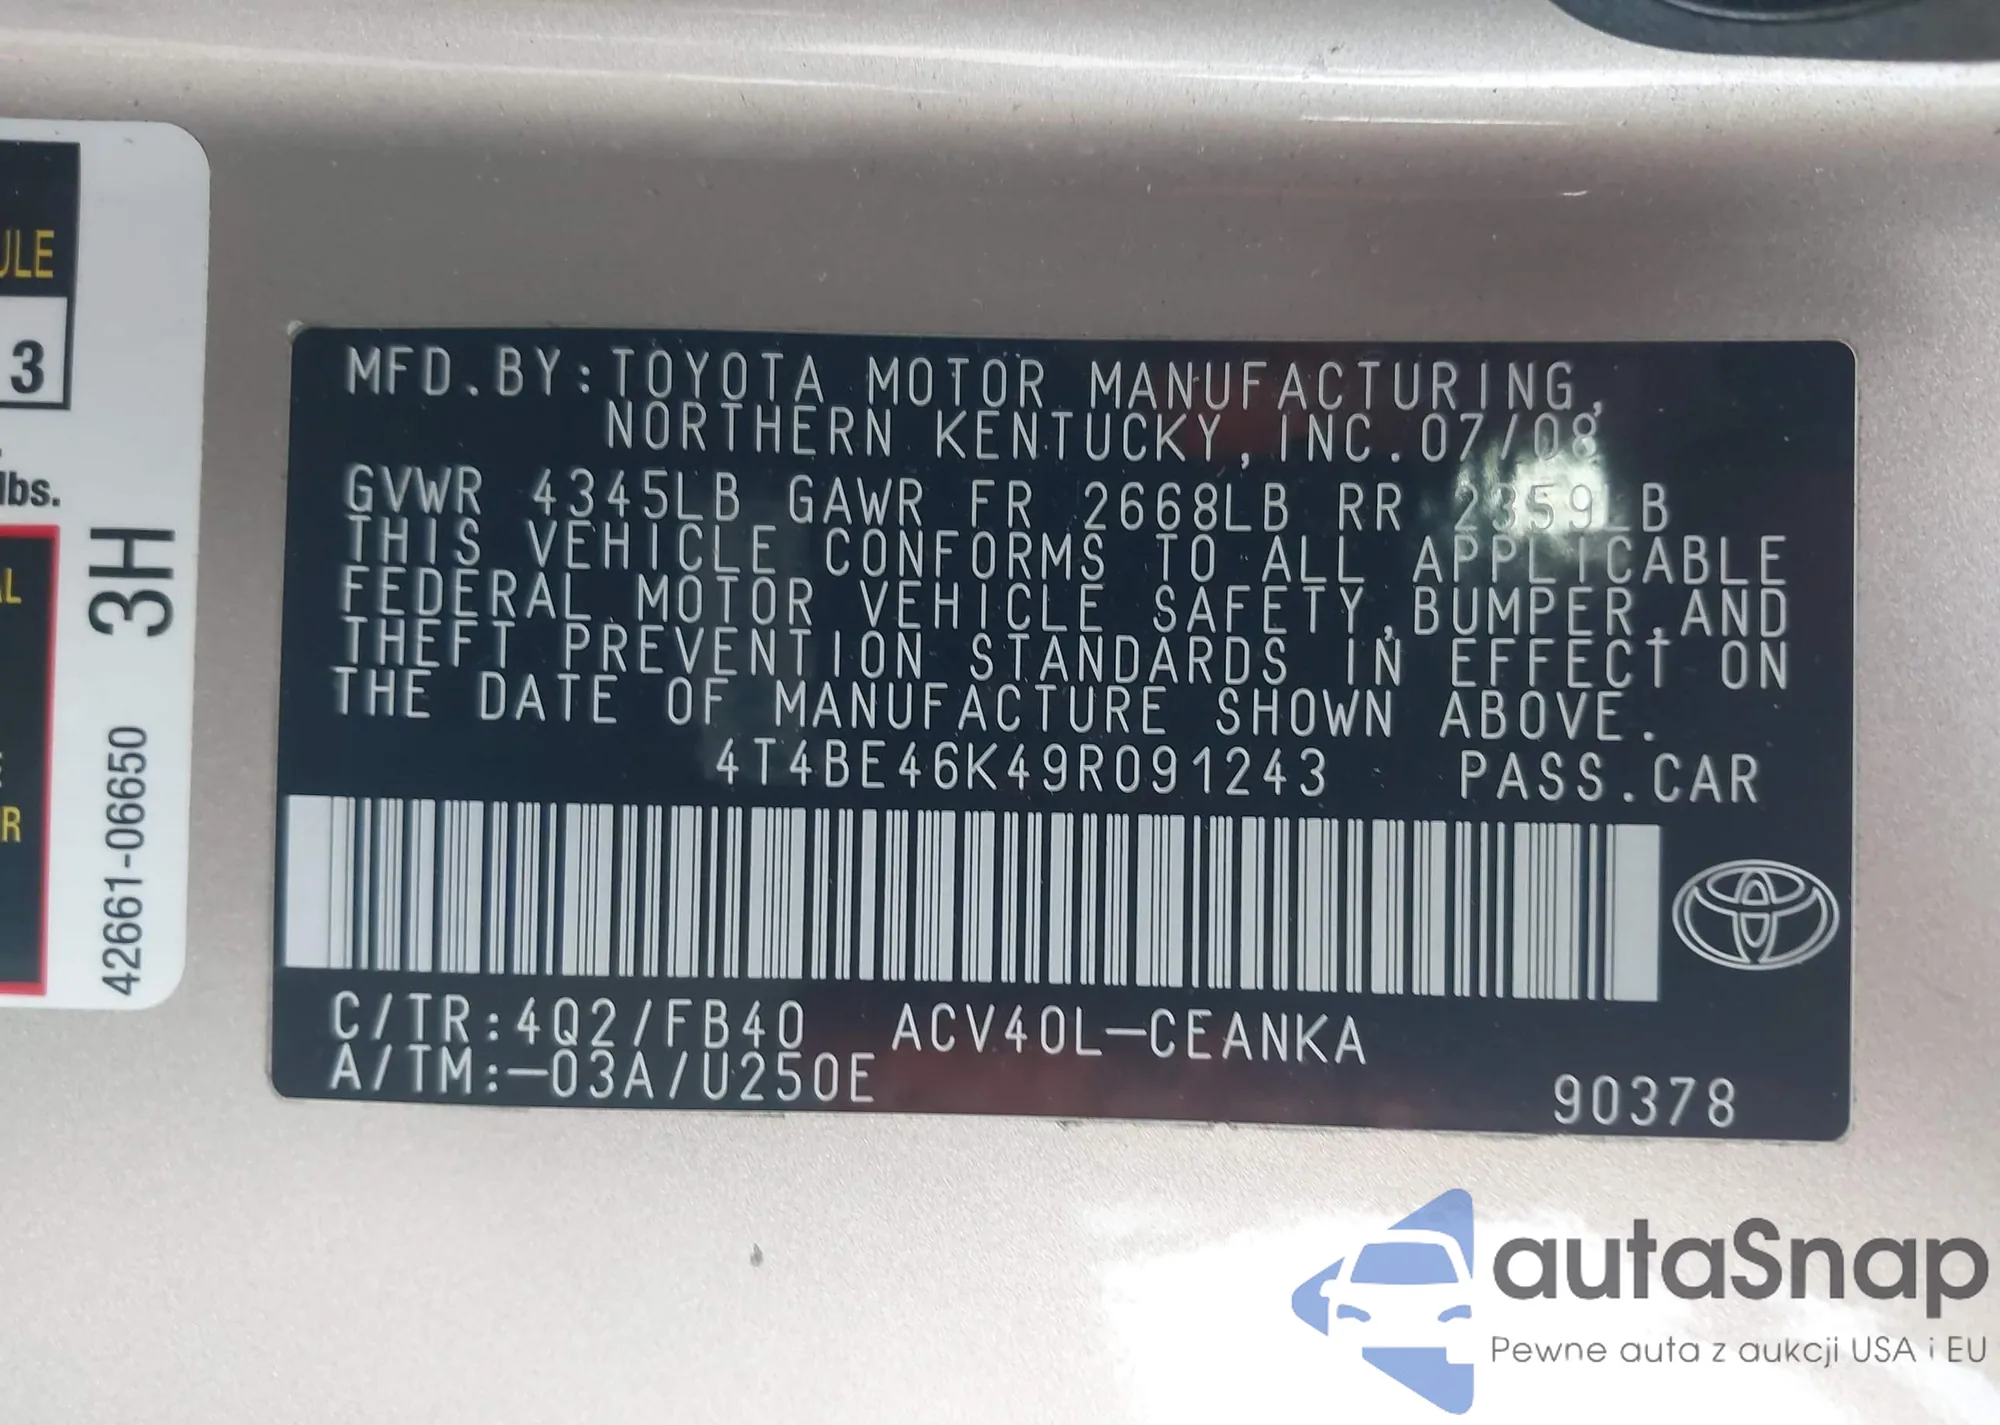 ULE
3
lbs.
3H
42661-06650
MFD.BY:TOYOTA MOTOR MANUFACTURING,
NORTHERN KENTUCKY,INC.07/08
GVWR 4345LB GAWR FR 2668LB RR 2359LB
THIS VEHICLE CONFORMS TO ALL APPLICABLE
FEDERAL MOTOR VEHICLE SAFETY,BUMPER,AND
THEFT PREVENTION STANDARDS IN EFFECT ON
THE DATE OF MANUFACTURE SHOWN ABOVE.
4T4BE46K49R091243 PASS.CAR
C/TR:4Q2/FB40 ACV40L-CEANKA
A/TM:-03A/U250E
90378
autaSnap
Pewne auta z aukcji USA i EU